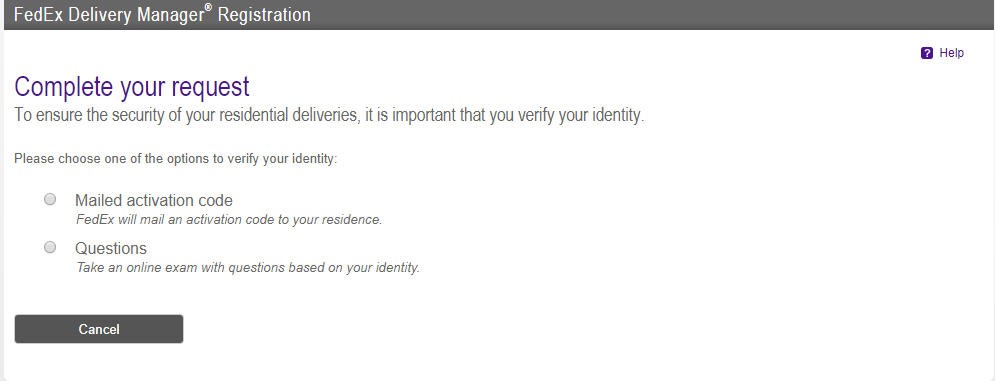 FedEx Delivery Manager® Registration
? Help
Complete your request
To ensure the security of your residential deliveries, it is important that you verify your identity.
Please choose one of the options to verify your identity:
Mailed activation code
FedEx will mail an activation code to your residence.
Questions
Take an online exam with questions based on your identity.
Cancel